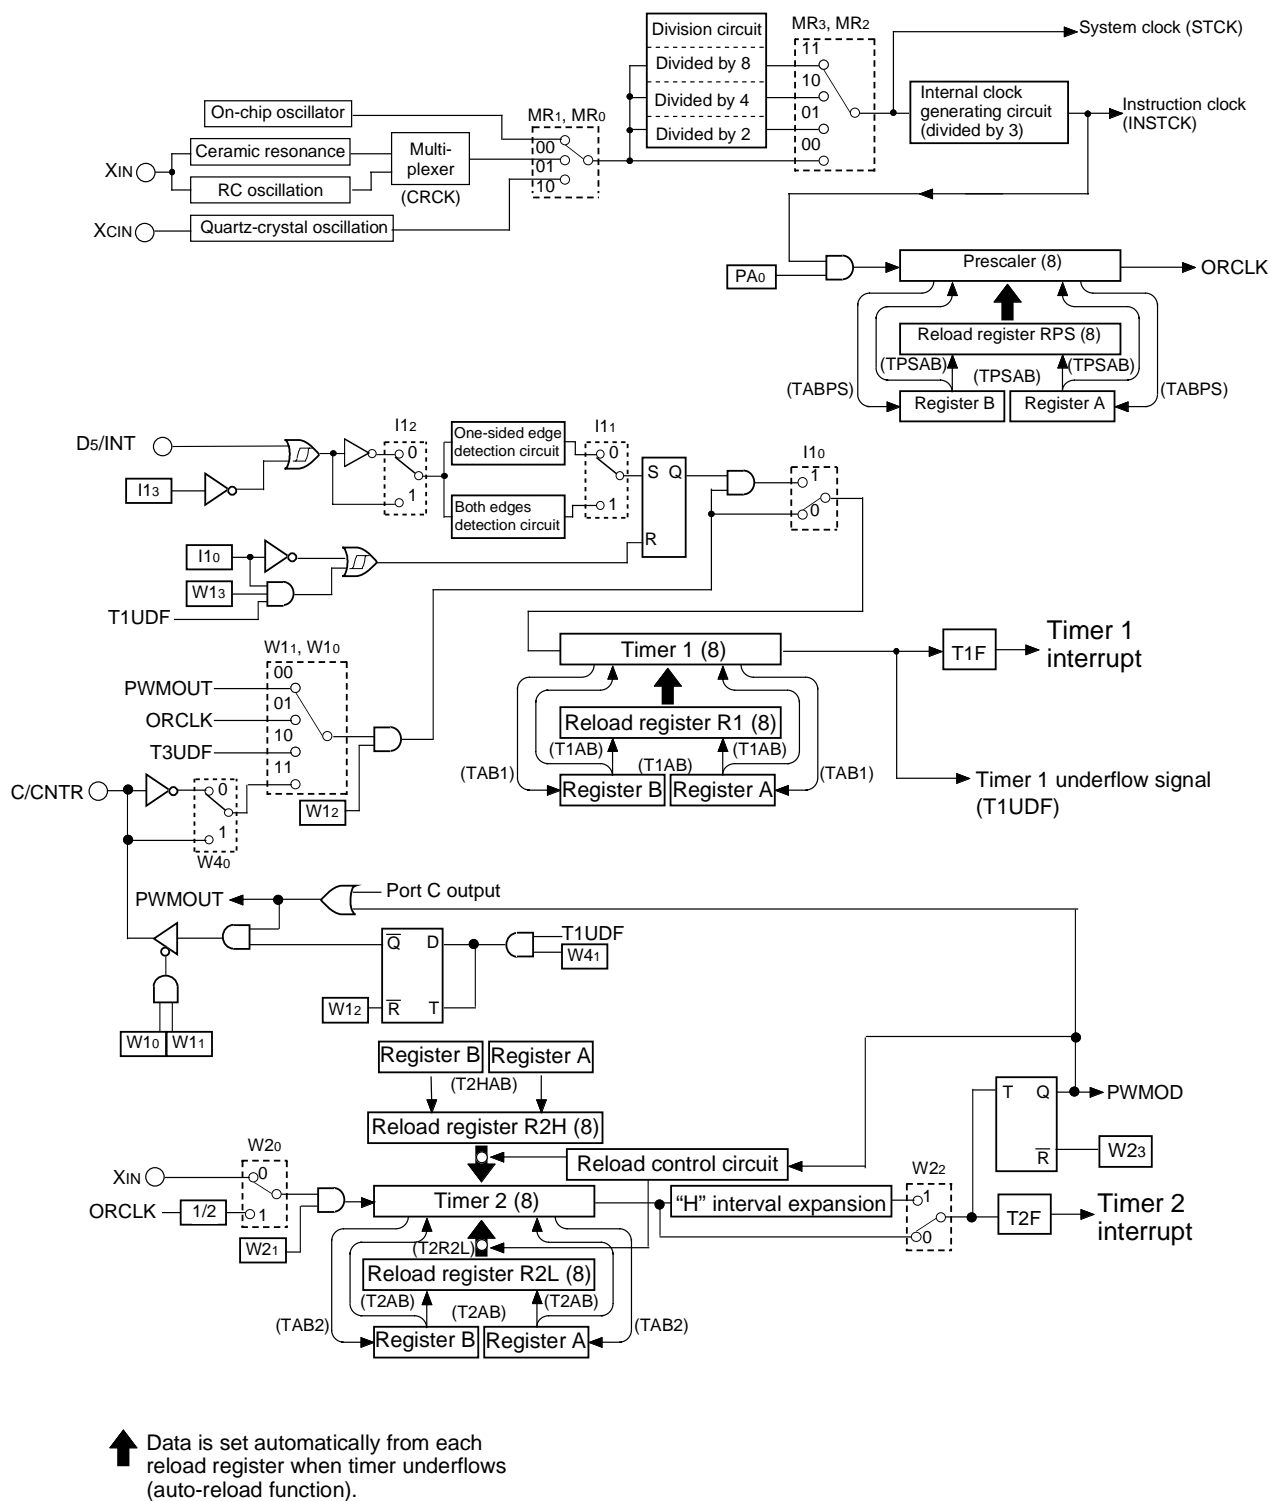 Division circuit
MR3, MR2
System clock (STCK)
Divided by 8
11
10
Divided by 4
01
Divided by 2
00
Internal clock
generating circuit
(divided by 3)
Instruction clock
(INSTCK)
On-chip oscillator
MR1, MR0
00
01
10
Ceramic resonance
XIN
RC oscillation
Multi-
plexer
(CRCK)
XCIN
Quartz-crystal oscillation
PA0
Prescaler (8)
ORCLK
Reload register RPS (8)
(TPSAB)
(TPSAB)
(TPSAB)
(TABPS)
(TABPS)
Register B
Register A
D5/INT
I12
0
1
One-sided edge
detection circuit
Both edges
detection circuit
I11
0
1
S
Q
R
I10
1
0
I13
I10
W13
T1UDF
Timer 1 (8)
T1F
Timer 1
interrupt
W11, W10
00
01
10
11
PWMOUT
ORCLK
T3UDF
C/CNTR
0
1
W40
W12
Reload register R1 (8)
(T1AB)
(T1AB)
(T1AB)
(TAB1)
(TAB1)
Register B
Register A
Timer 1 underflow signal
(T1UDF)
PWMOUT
Port C output
Q
D
R
T
T1UDF
W41
W12
W10
W11
Register B
Register A
(T2HAB)
Reload register R2H (8)
T
Q
R
PWMOD
W23
W20
0
1
XIN
ORCLK
1/2
W21
Reload control circuit
Timer 2 (8)
"H" interval expansion
W22
1
0
T2F
Timer 2
interrupt
(T2R2L)
Reload register R2L (8)
(T2AB)
(T2AB)
(T2AB)
(TAB2)
(TAB2)
Register B
Register A
Data is set automatically from each
reload register when timer underflows
(auto-reload function).